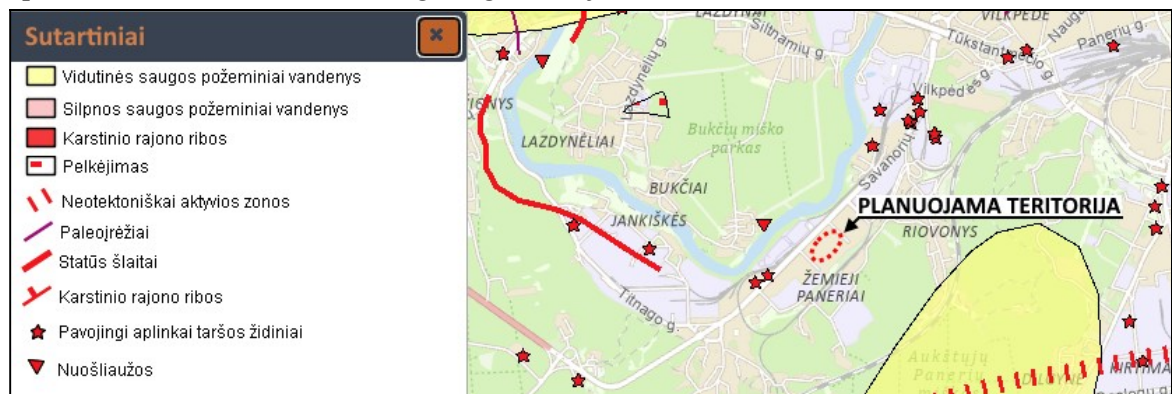 Sutartiniai
Vidutinės saugos požeminiai vandenys
Silpnos saugos požeminiai vandenys
Karstinio rajono ribos
Pelkėjimas
Neotektoniškai aktyvios zonos
Paleoįrėžiai
Statūs šlaitai
Karstinio rajono ribos
Pavojingi aplinkai taršos židiniai
Nuošliaužos
LAZDYNAI
Siltnamių g.
VILKPĖDĖ
Tūkstantmečio g.
Panerių g.
Lazdynėlių g.
Vilkpėdės g.
LAZDYNĖLIAI
Bukčių miško
parkas
Savanorių
BUKČIAI
PLANUOJAMA TERITORIJA
JANKIŠKĖS
RIOVONYS
ŽEMIEJI
PANERIAI
Titnago g.
Aukštųjų
Panerių